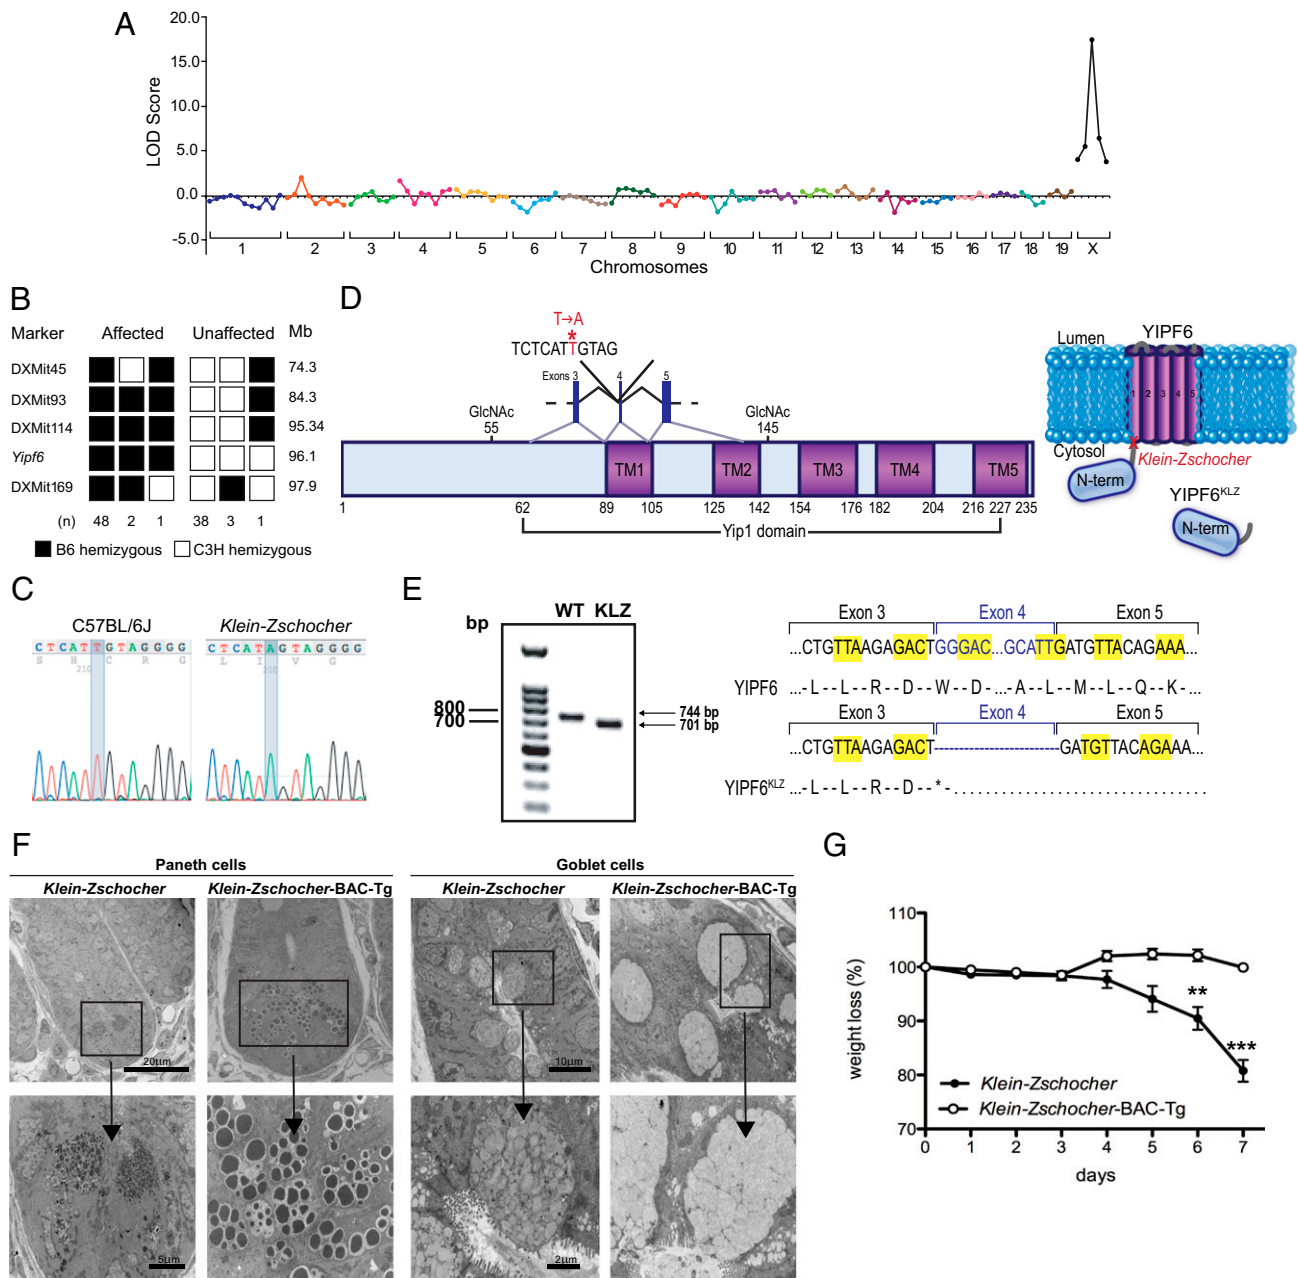 A
20.0
15.0
10.0
5.0
0.0
-5.0
LOD Score
1 2 3 4 5 6 7 8 9 10 11 12 13 14 15 16 17 18 19 X
Chromosomes
B
Marker Affected Unaffected Mb
DXMit45 74.3
DXMit93 84.3
DXMit114 95.34
Yipf6 96.1
DXMit169 97.9
(n) 48 2 1 38 3 1
B6 hemizygous C3H hemizygous
C
C57BL/6J
C T C A T T G T A G G G G
S H C R G
210
Klein-Zschocher
C T C A T A G T A G G G G
L I V G
210
D
T→A
*
TCTCATTGTAG
Exons 3 4 5
GlcNAc
55
GlcNAc
145
TM1 TM2 TM3 TM4 TM5
1 62 89 105 125 142 154 176 182 204 216 227 235
Yip1 domain
Lumen
YIPF6
1 2 3 4 5
Cytosol
X
Klein-Zschocher
N-term
YIPF6KLZ
N-term
E
WT KLZ
bp
800
700
744 bp
701 bp
Exon 3 Exon 4 Exon 5
...CTGTTAAGAGACTGGGAC...GCATTGATGTTACAGAAA...
YIPF6 ...-L--L--R--D--W--D-...-A--L--M--L--Q--K-...
Exon 3 Exon 4 Exon 5
...CTGTTAAGAGACT---------------------GATGTTACAGAAA...
YIPF6KLZ ...-L--L--R--D--*-..............................
F
Paneth cells
Goblet cells
Klein-Zschocher
Klein-Zschocher-BAC-Tg
Klein-Zschocher
Klein-Zschocher-BAC-Tg
20μm
10μm
5μm
2μm
G
110
100
90
80
70
weight loss (%)
**
***
Klein-Zschocher
Klein-Zschocher-BAC-Tg
0 1 2 3 4 5 6 7
days